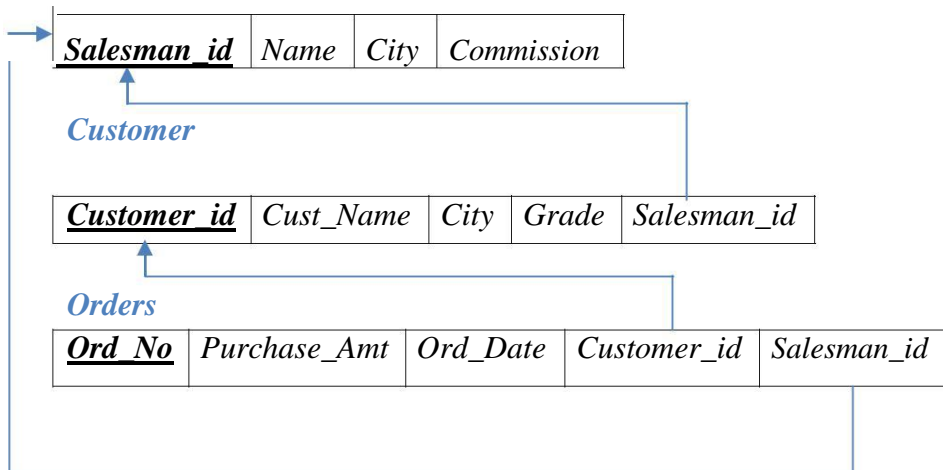 Salesman_id Name City Commission
Customer
Customer_id Cust_Name City Grade Salesman_id
Orders
Ord_No Purchase_Amt Ord_Date Customer_id Salesman_id